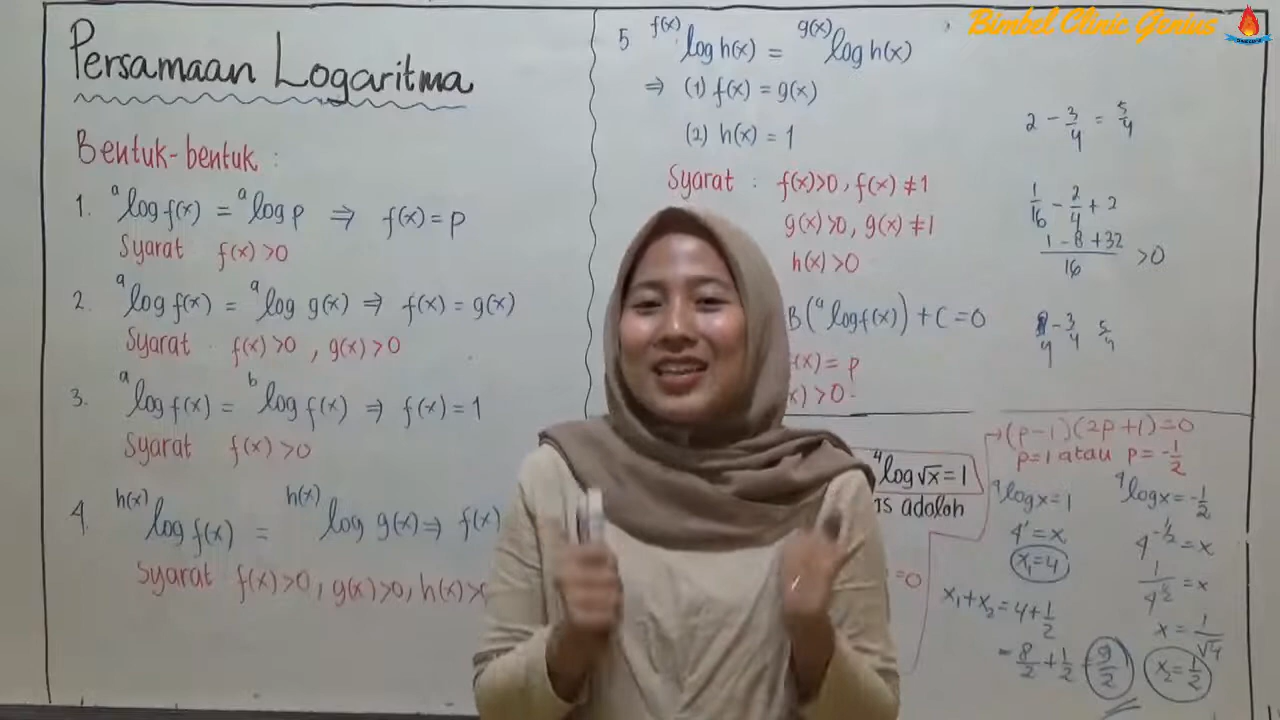 Bimbel Clinic Genius
Persamaan Logaritma
Bentuk-bentuk :
1. ᵃlog f(x) = ᵃlog p ⇒ f(x) = p
Syarat f(x) >0
2. ᵃlog f(x) = ᵃlog g(x) ⇒ f(x) = g(x)
Syarat f(x) >0 , g(x) >0
3. ᵃlog f(x) = ᵇlog f(x) ⇒ f(x) = 1
Syarat f(x) >0
4. ʰ⁽ˣ⁾log f(x) = ʰ⁽ˣ⁾log g(x) ⇒ f(x)
Syarat f(x) >0, g(x) >0, h(x) >
5 ᶠ⁽ˣ⁾log h(x) = ᵍ⁽ˣ⁾log h(x)
⇒ (1) f(x) = g(x)
(2) h(x) = 1
Syarat : f(x) >0, f(x) ≠1
g(x) >0, g(x) ≠1
h(x) >0
B(ᵃlog f(x)) + C = 0
(x) = p
x) >0
2 - 3/4 = 5/4
1/16 - 2/4 + 2
1 - 8 + 32
16 >0
- 3/4 5/4
⁴log √x = 1
adalah
=0
(p-1) (2p+1) = 0
p=1 atau p= -1/2
⁴log x = 1
4¹ = x
x₁=4
⁴log x = -1/2
4^-1/2 = x
1/4^1/2 = x
x = 1/√4
x₂ = 1/2
x₁ + x₂ = 4 + 1/2
= 8/2 + 1/2 = 9/2